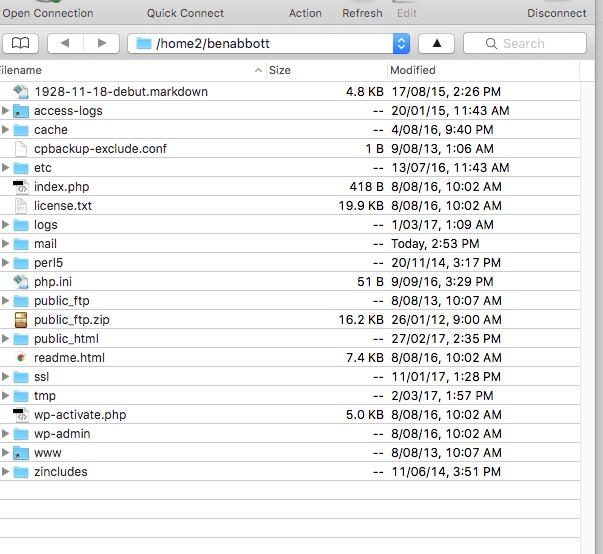 Open Connection Quick Connect Action Refresh Edit Disconnect
/home2/benabbott Search
Filename Size Modified
1928-11-18-debut.markdown 4.8 KB 17/08/15, 2:26 PM
access-logs -- 20/01/15, 11:43 AM
cache -- 4/08/16, 9:40 PM
cpbackup-exclude.conf 1 B 9/08/13, 1:06 AM
etc -- 13/07/16, 11:43 AM
index.php 418 B 8/08/16, 10:02 AM
license.txt 19.9 KB 8/08/16, 10:02 AM
logs -- 1/03/17, 1:09 AM
mail -- Today, 2:53 PM
perl5 -- 20/11/14, 3:17 PM
php.ini 51 B 9/09/16, 3:29 PM
public_ftp -- 8/08/13, 10:07 AM
public_ftp.zip 16.2 KB 26/01/12, 9:00 AM
public_html -- 27/02/17, 2:35 PM
readme.html 7.4 KB 8/08/16, 10:02 AM
ssl -- 11/01/17, 1:28 PM
tmp -- 2/03/17, 1:57 PM
wp-activate.php 5.0 KB 8/08/16, 10:02 AM
wp-admin -- 8/08/16, 10:02 AM
www -- 8/08/13, 10:07 AM
zincludes -- 11/06/14, 3:51 PM